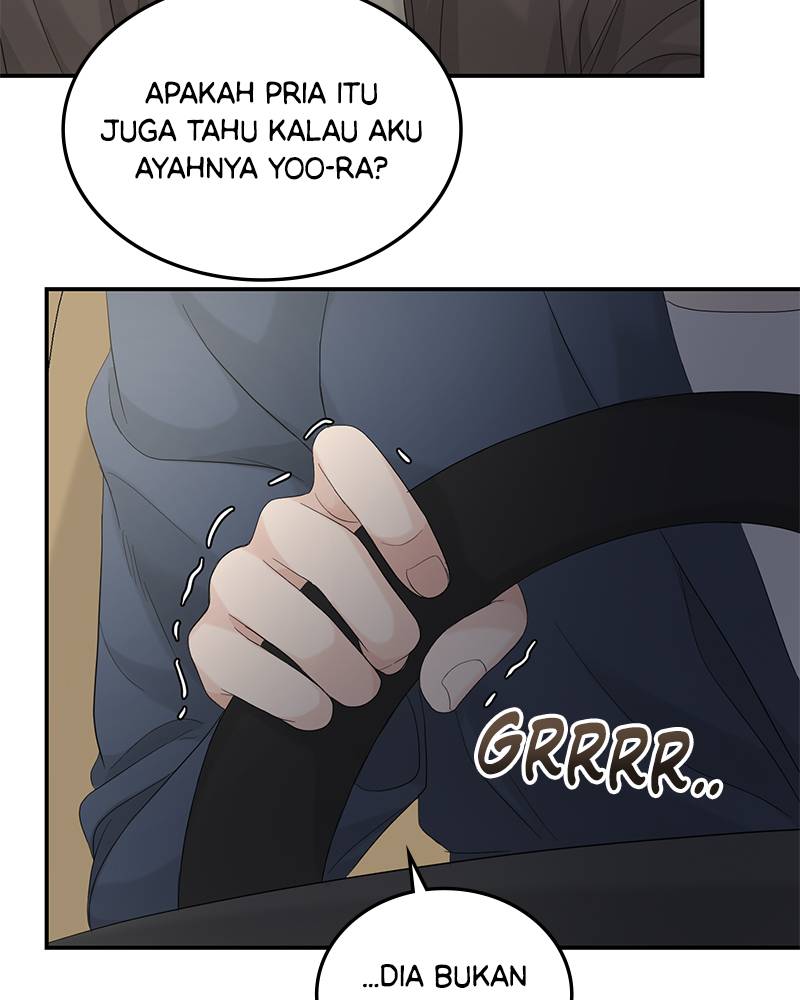 APAKAH PRIA ITU
JUGA TAHU KALAU AKU
AYAHNYA YOO-RA?
GRRRR..
...DIA BUKAN